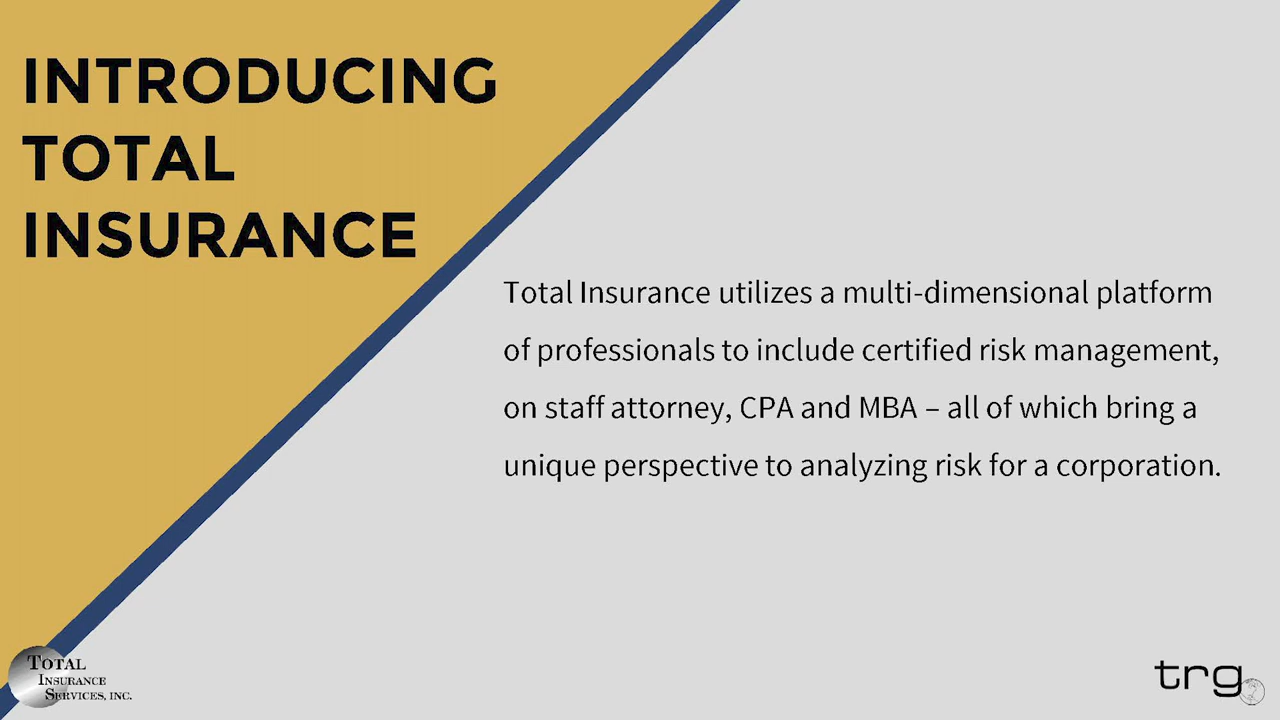 INTRODUCING
TOTAL
INSURANCE
Total Insurance utilizes a multi-dimensional platform
of professionals to include certified risk management,
on staff attorney, CPA and MBA – all of which bring a
unique perspective to analyzing risk for a corporation.
TOTAL
INSURANCE
SERVICES, INC.
trg